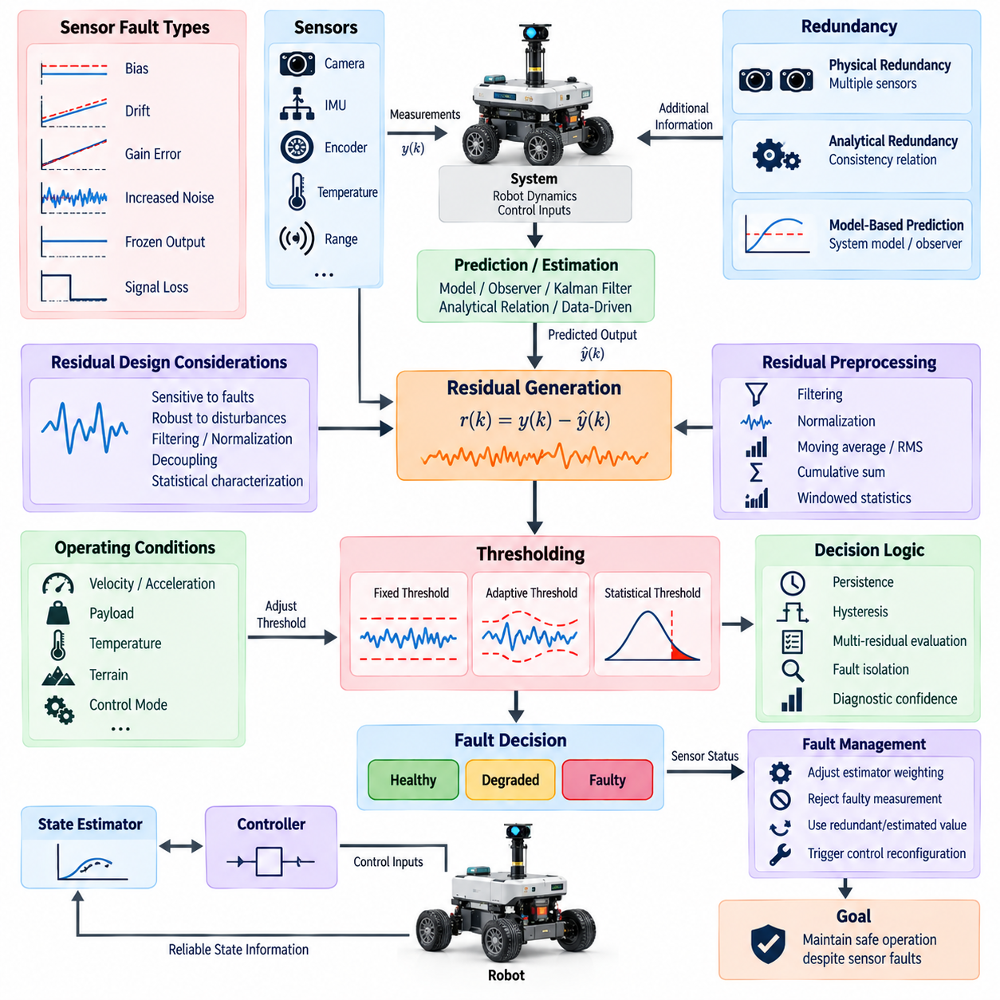 Sensor Fault Types
Bias
Drift
Gain Error
Increased Noise
Frozen Output
Signal Loss
Sensors
Camera
IMU
Encoder
Temperature
Range
...
Measurements
y(k)
System
Robot Dynamics
Control Inputs
Additional
Information
Redundancy
Physical Redundancy
Multiple sensors
Analytical Redundancy
Consistency relation
Model-Based Prediction
System model / observer
Prediction / Estimation
Model / Observer / Kalman Filter
Analytical Relation / Data-Driven
Predicted Output
ŷ(k)
Residual Design Considerations
Sensitive to faults
Robust to disturbances
Filtering / Normalization
Decoupling
Statistical characterization
Residual Generation
r(k) = y(k) − ŷ(k)
Residual Preprocessing
Filtering
Normalization
Moving average / RMS
Σ Cumulative sum
Windowed statistics
Operating Conditions
Velocity / Acceleration
Payload
Temperature
Terrain
Control Mode
...
Adjust
Threshold
Thresholding
Fixed Threshold
Adaptive Threshold
Statistical Threshold
Decision Logic
Persistence
Hysteresis
Multi-residual evaluation
Fault isolation
Diagnostic confidence
Fault Decision
Healthy
Degraded
Faulty
Sensor Status
Fault Management
Adjust estimator weighting
Reject faulty measurement
Use redundant/estimated value
Trigger control reconfiguration
State Estimator
Controller
Control Inputs
Reliable State Information
Robot
Goal
Maintain safe operation
despite sensor faults